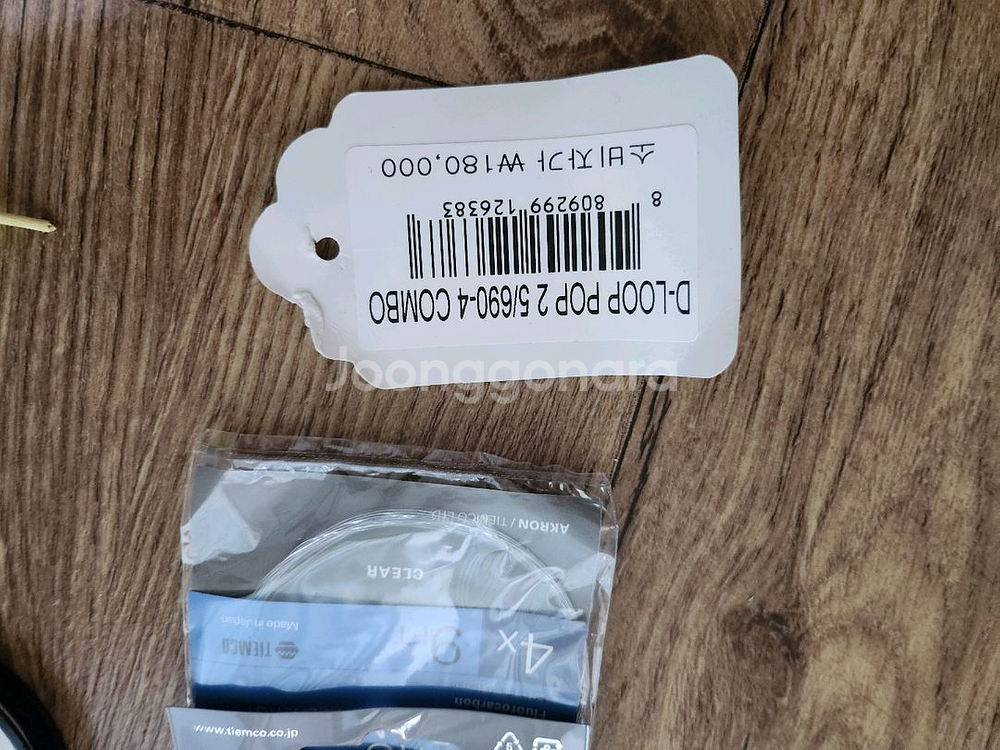 D-LOOP POP 2 5/690-4 COMBO
8 809299 126383
소비자가 ₩180,000
Joonggonara
www.tiemco.co.jp
Fluorocarbon
4X 9FT
TIEMCO
Made in Japan
CLEAR
AKRON / TIEMCO LTD.